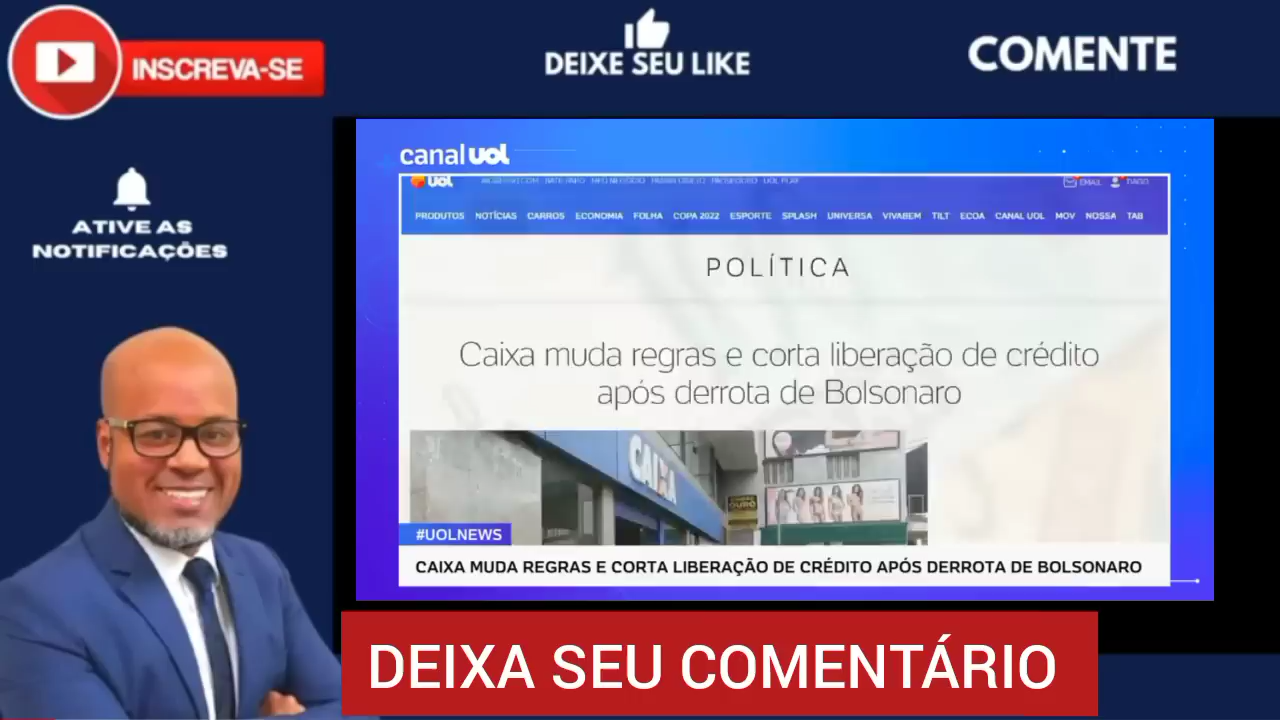 INSCREVA-SE
DEIXE SEU LIKE
COMENTE
ATIVE AS
NOTIFICAÇÕES
canal uol
UOL
EMAIL
PRODUTOS NOTÍCIAS CARROS ECONOMIA FOLHA COPA 2022 ESPORTE SPLASH UNIVERSA VIVABEM TILT ECOA CANAL UOL MOV NOSSA TAB
POLÍTICA
Caixa muda regras e corta liberação de crédito
após derrota de Bolsonaro
CAIXA
OURO
#UOLNEWS
CAIXA MUDA REGRAS E CORTA LIBERAÇÃO DE CRÉDITO APÓS DERROTA DE BOLSONARO
DEIXA SEU COMENTÁRIO